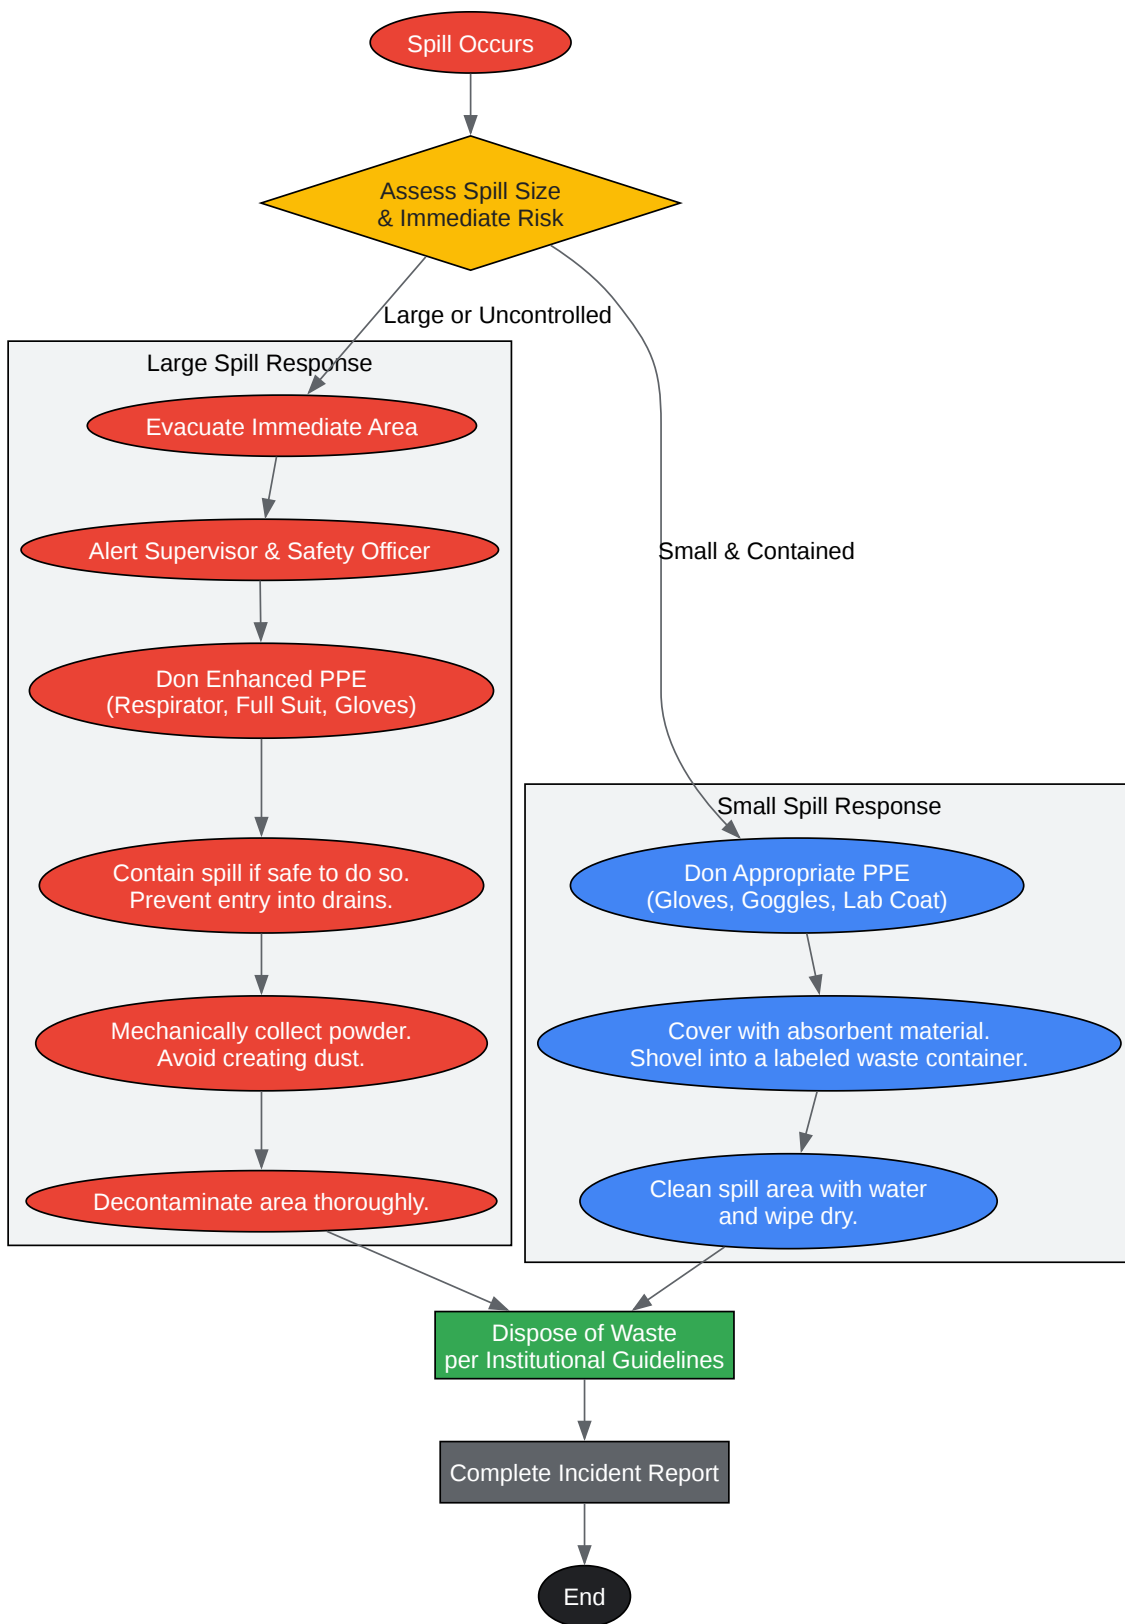 Spill Occurs
Assess Spill Size
& Immediate Risk
Large or Uncontrolled
Large Spill Response
Evacuate Immediate Area
Alert Supervisor & Safety Officer
Small & Contained
Don Enhanced PPE
(Respirator, Full Suit, Gloves)
Small Spill Response
Contain spill if safe to do so.
Prevent entry into drains.
Don Appropriate PPE
(Gloves, Goggles, Lab Coat)
Mechanically collect powder.
Avoid creating dust.
Cover with absorbent material.
Shovel into a labeled waste container.
Decontaminate area thoroughly.
Clean spill area with water
and wipe dry.
Dispose of Waste
per Institutional Guidelines
Complete Incident Report
End